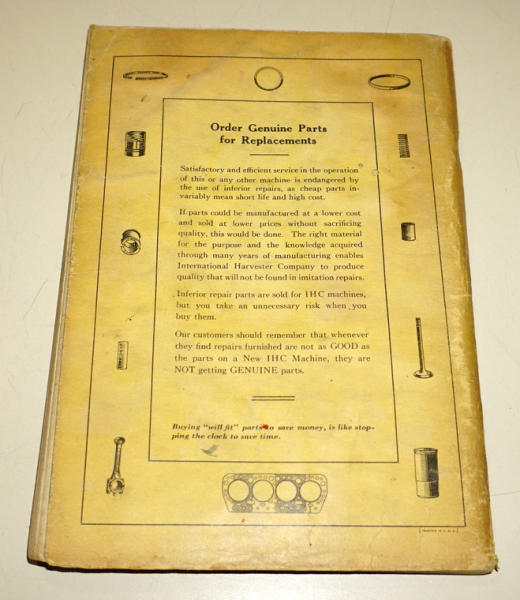 Order Genuine Parts
for Replacements
Satisfactory and efficient service in the operation
of this or any other machine is endangered by
the use of inferior repairs, as cheap parts in-
variably mean short life and high cost.
If parts could be manufactured at a lower cost
and sold at lower prices without sacrificing
quality, this would be done. The right material
for the purpose and the knowledge acquired
through many years of manufacturing enables
International Harvester Company to produce
quality that will not be found in imitation repairs.
Inferior repair parts are sold for IHC machines,
but you take an unnecessary risk when you
buy them.
Our customers should remember that whenever
they find repairs furnished are not as GOOD as
the parts on a New IHC Machine, they are
NOT getting GENUINE parts.
Buying "will fit" parts to save money, is like stop-
ping the clock to save time.